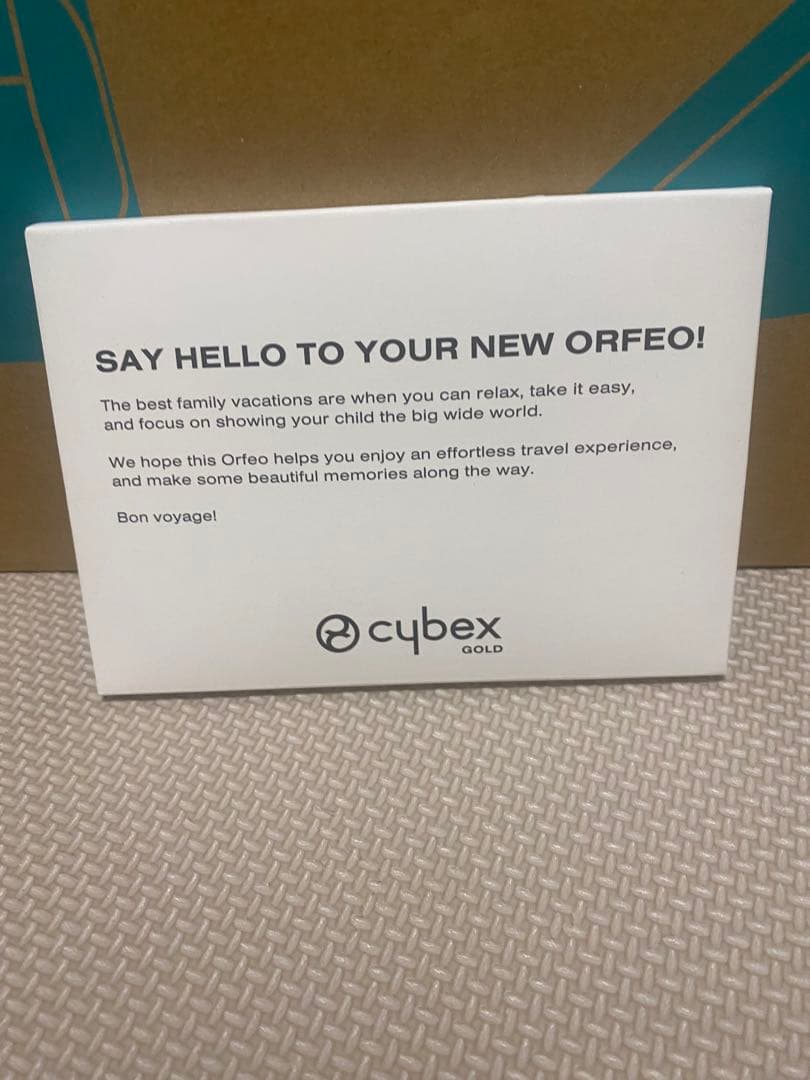 SAY HELLO TO YOUR NEW ORFEO!
The best family vacations are when you can relax, take it easy,
and focus on showing your child the big wide world.
We hope this Orfeo helps you enjoy an effortless travel experience,
and make some beautiful memories along the way.
Bon voyage!
cybex
GOLD